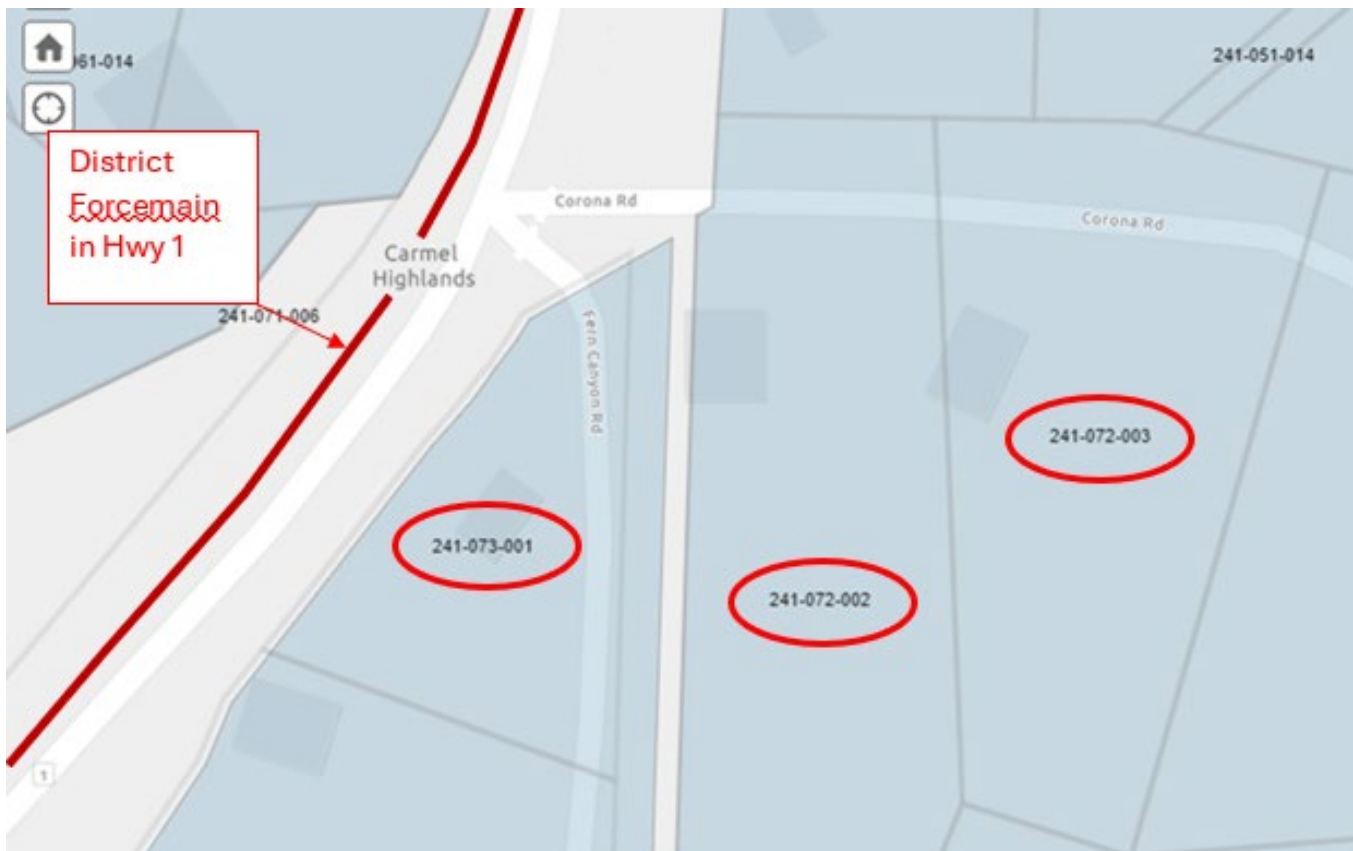 061-014
241-051-014
District
Forcemain
in Hwy 1
Corona Rd
Corona Rd
Carmel
Highlands
241-071-006
Fern Canyon Rd
241-072-003
241-073-001
241-072-002
1